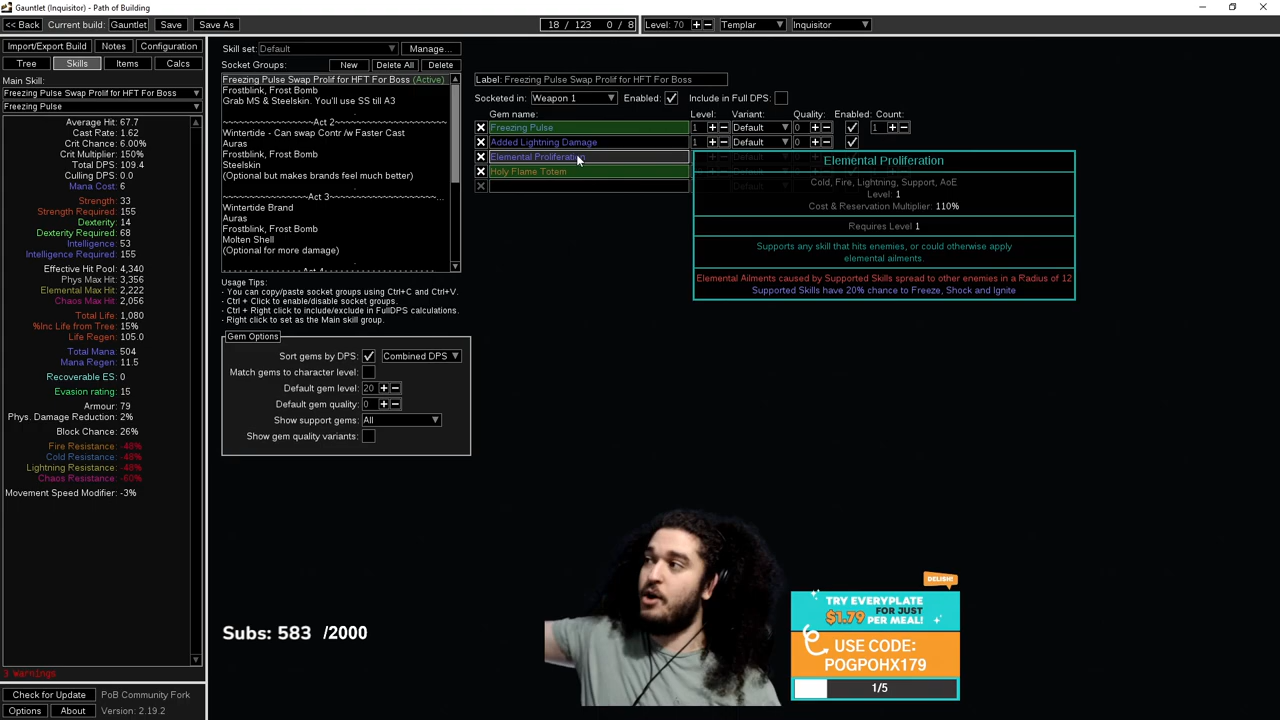 Gauntlet (Inquisitor) - Path of Building
<< Back Current build: Gauntlet Save Save As 18 / 123 0 / 8 Level: 70 + - Templar Inquisitor
Import/Export Build Notes Configuration
Tree Skills Items Calcs
Main Skill:
Freezing Pulse Swap Prolif for HFT For Boss
Freezing Pulse
Average Hit: 67.7
Cast Rate: 1.62
Crit Chance: 6.00%
Crit Multiplier: 150%
Total DPS: 109.4
Culling DPS: 0.0
Mana Cost: 6
Strength: 33
Strength Required: 155
Dexterity: 14
Dexterity Required: 68
Intelligence: 53
Intelligence Required: 155
Effective Hit Pool: 4,340
Phys Max Hit: 3,356
Elemental Max Hit: 2,222
Chaos Max Hit: 2,056
Total Life: 1,080
%Inc Life from Tree: 15%
Life Regen: 105.0
Total Mana: 504
Mana Regen: 11.5
Recoverable ES: 0
Evasion rating: 15
Armour: 79
Phys. Damage Reduction: 2%
Block Chance: 26%
Fire Resistance: -48%
Cold Resistance: -48%
Lightning Resistance: -48%
Chaos Resistance: -60%
Movement Speed Modifier: -3%
3 Warnings
Check for Update PoB Community Fork
Options About Version: 2.19.2
Skill set: Default Manage...
Socket Groups: New Delete All Delete
Freezing Pulse Swap Prolif for HFT For Boss (Active)
Frostblink, Frost Bomb
Grab MS & Steelskin. You'll use SS till A3
.
~~~~~~~~~~~~~~~~~Act 2~~~~~~~~~~~~~~~~~
Wintertide - Can swap Contr /w Faster Cast
Auras
Frostblink, Frost Bomb
Steelskin
(Optional but makes brands feel much better)
.
~~~~~~~~~~~~~~~~~Act 3~~~~~~~~~~~~~~~~~...
Wintertide Brand
Auras
Frostblink, Frost Bomb
Molten Shell
(Optional for more damage)
.
Usage Tips:
- You can copy/paste socket groups using Ctrl+C and Ctrl+V.
- Ctrl + Click to enable/disable socket groups.
- Ctrl + Right click to include/exclude in FullDPS calculations.
- Right click to set as the Main skill group.
Gem Options
Sort gems by DPS: Combined DPS
Match gems to character level:
Default gem level: 20 + -
Default gem quality: 0 + -
Show support gems: All
Show gem quality variants:
Label: Freezing Pulse Swap Prolif for HFT For Boss
Socketed in: Weapon 1 Enabled: Include in Full DPS:
Gem name: Level: Variant: Quality: Enabled: Count:
Freezing Pulse 1 + - Default 0 + - 1 + -
Added Lightning Damage 1 + - Default 0 + -
Elemental Proliferation
Holy Flame Totem
Elemental Proliferation
Cold, Fire, Lightning, Support, AoE
Level: 1
Cost & Reservation Multiplier: 110%
Requires Level 1
Supports any skill that hits enemies, or could otherwise apply
elemental ailments.
Elemental Ailments caused by Supported Skills spread to other enemies in a Radius of 12
Supported Skills have 20% chance to Freeze, Shock and Ignite
Subs: 583 /2000
DELISH!
TRY EVERYPLATE
$1.79 FOR JUST
PER MEAL!
USE CODE:
POGPOHX179
1/5